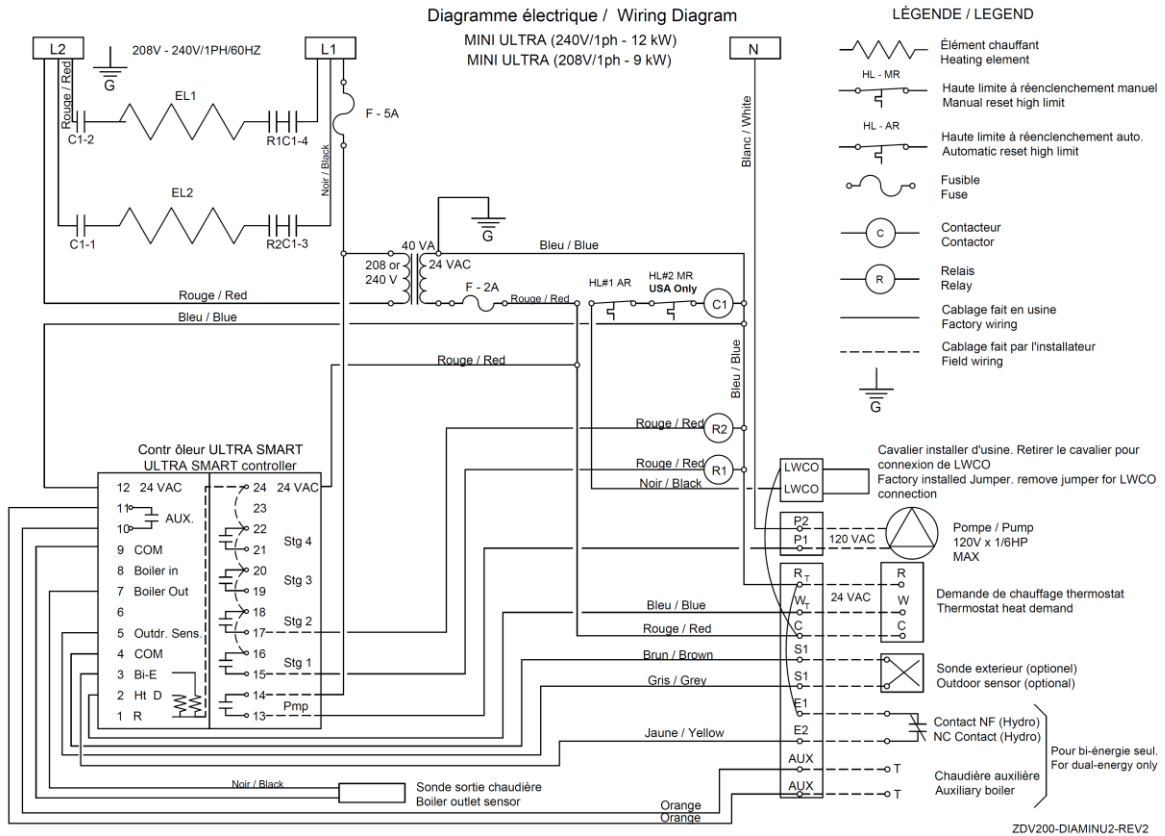 Diagramme électrique / Wiring Diagram
MINI ULTRA (240V/1ph - 12 kW)
MINI ULTRA (208V/1ph - 9 kW)
L2
208V - 240V/1PH/60HZ
L1
N
G
Rouge / Red
EL1
C1-2
R1C1-4
F - 5A
Noir / Black
EL2
C1-1
R2C1-3
Blanc / White
G
40 VA
208 or
240 V
24 VAC
Bleu / Blue
F - 2A
Rouge / Red
HL#1 AR
HL#2 MR
USA Only
C1
Rouge / Red
Bleu / Blue
Rouge / Red
Bleu / Blue
Rouge / Red
R2
Rouge / Red
R1
Noir / Black
LÉGENDE / LEGEND
Élément chauffant
Heating element
HL - MR
Haute limite à réenclenchement manuel
Manual reset high limit
HL - AR
Haute limite à réenclenchement auto.
Automatic reset high limit
Fusible
Fuse
C
Contacteur
Contactor
R
Relais
Relay
Cablage fait en usine
Factory wiring
Cablage fait par l'installateur
Field wiring
G
Contr ôleur ULTRA SMART
ULTRA SMART controller
12 24 VAC
11
10
AUX.
9 COM
8 Boiler in
7 Boiler Out
6
5 Outdr. Sens.
4 COM
3 Bi-E
2 Ht D
1 R
24 24 VAC
23
22
21
Stg 4
20
19
Stg 3
18
17
Stg 2
16
15
Stg 1
14
13
Pmp
LWCO
LWCO
Cavalier installer d'usine. Retirer le cavalier pour
connexion de LWCO
Factory installed Jumper. remove jumper for LWCO
connection
P2
P1
120 VAC
Pompe / Pump
120V x 1/6HP
MAX
RT
WT
C
24 VAC
R
W
C
Demande de chauffage thermostat
Thermostat heat demand
Bleu / Blue
Rouge / Red
Brun / Brown
S1
Gris / Grey
S1
Sonde exterieur (optionel)
Outdoor sensor (optional)
E1
Jaune / Yellow
E2
Contact NF (Hydro)
NC Contact (Hydro)
AUX
T
AUX
T
Chaudière auxilière
Auxiliary boiler
Pour bi-énergie seul.
For dual-energy only
Noir / Black
Sonde sortie chaudière
Boiler outlet sensor
Orange
Orange
ZDV200-DIAMINU2-REV2